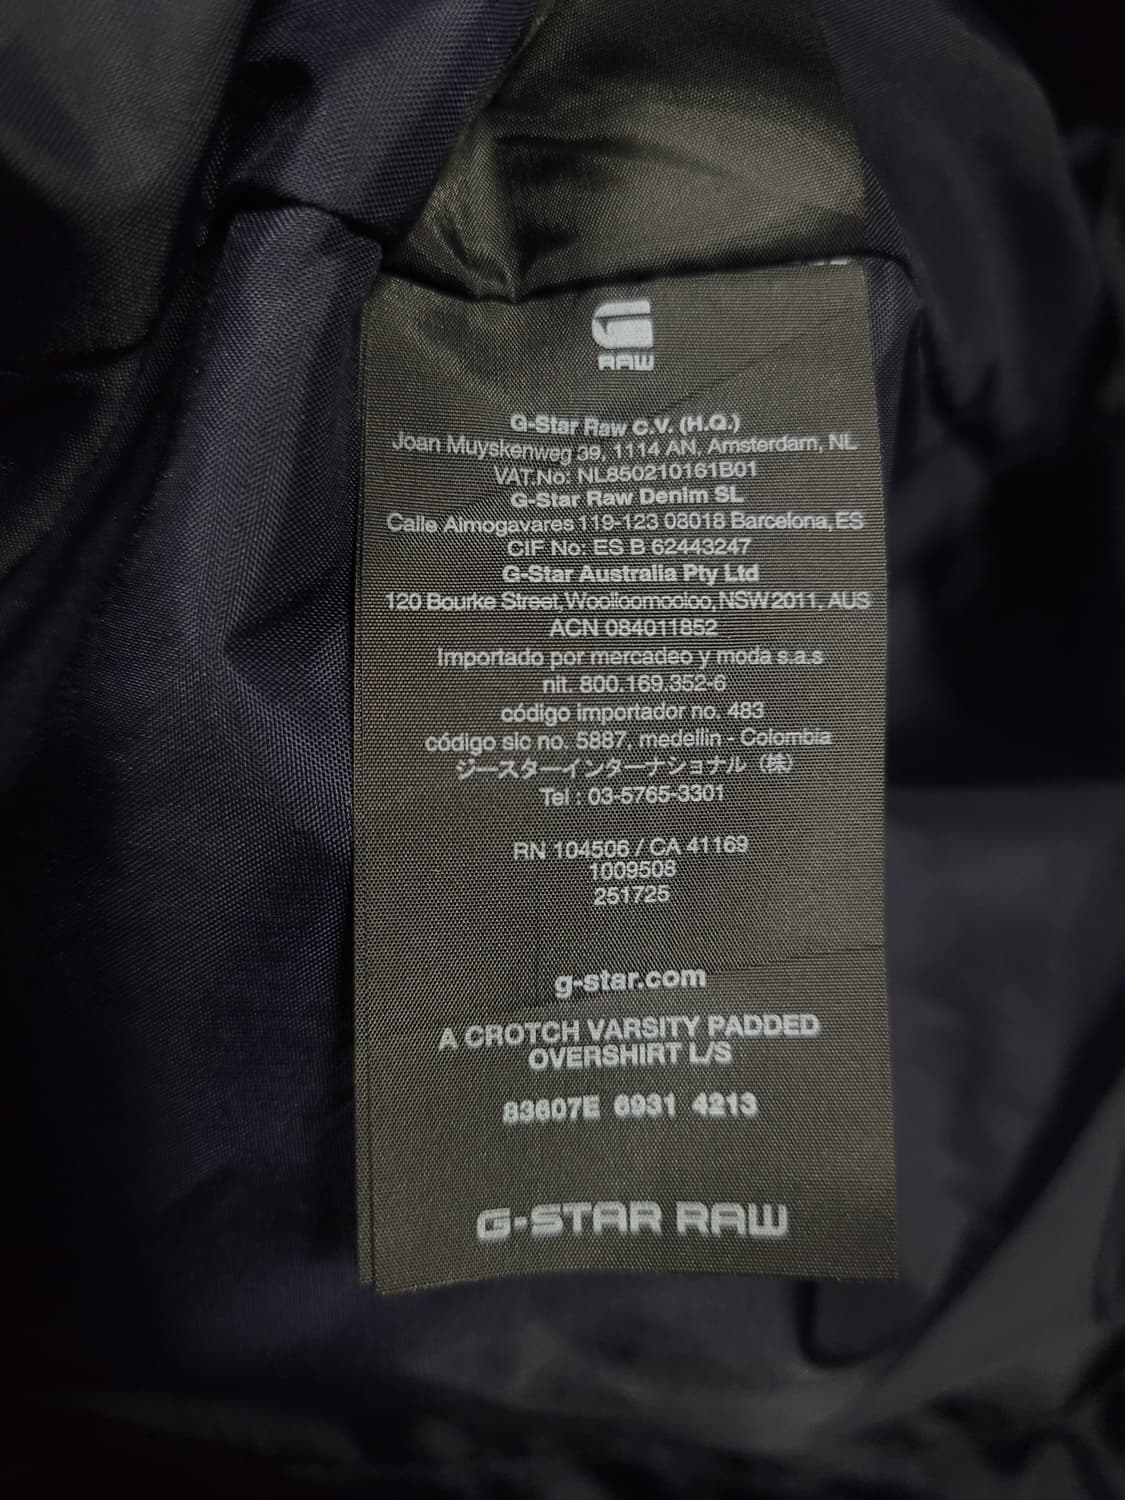 RAW
G-Star Raw C.V. (H.Q.)
Joan Muyskenweg 39, 1114 AN, Amsterdam, NL
VAT.No: NL850210161B01
G-Star Raw Denim SL
Calle Almogavares 119-123 08018 Barcelona, ES
CIF No: ES B 62443247
G-Star Australia Pty Ltd
120 Bourke Street, Woolloomooloo, NSW 2011, AUS
ACN 084011852
Importado por mercadeo y moda s.a.s
nit. 800.169.352-6
código importador no. 483
código sic no. 5887, medellin - Colombia
ジースターインターナショナル（株）
Tel : 03-5765-3301
RN 104506 / CA 41169
1009508
251725
g-star.com
A CROTCH VARSITY PADDED
OVERSHIRT L/S
83607E 6931 4213
G-STAR RAW